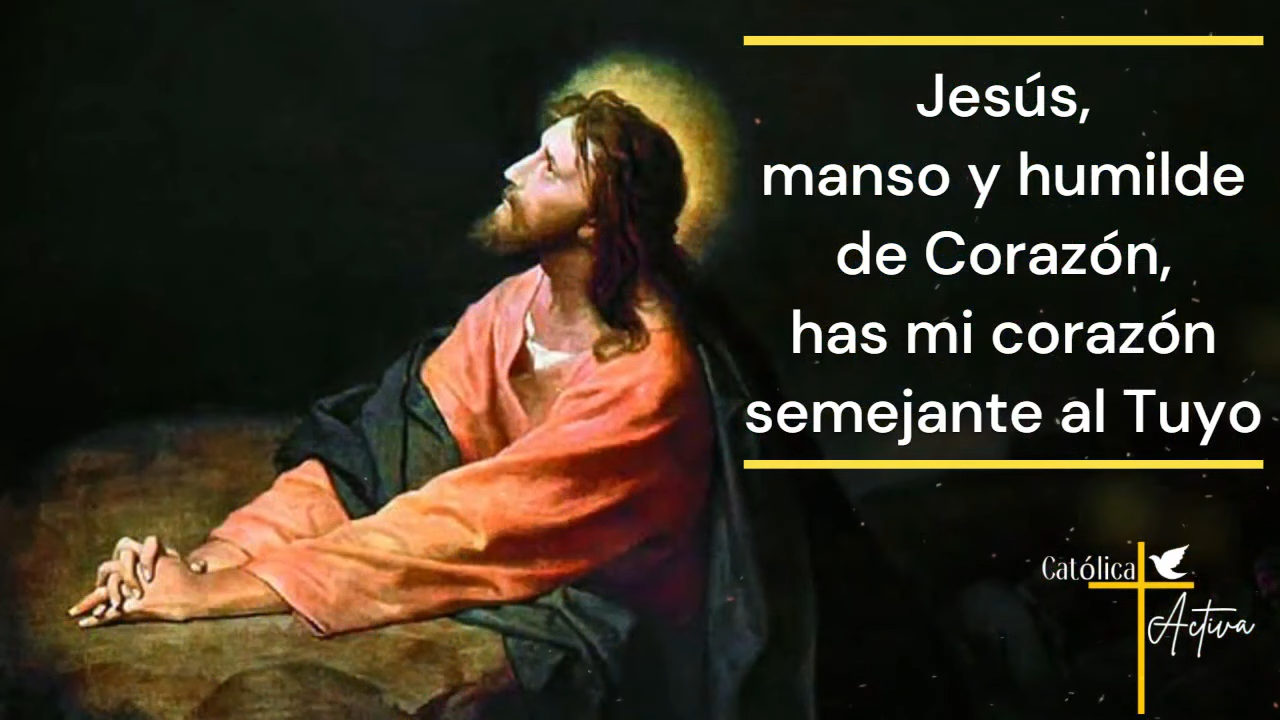 Jesús,
manso y humilde
de Corazón,
has mi corazón
semejante al Tuyo
Católica
Activa